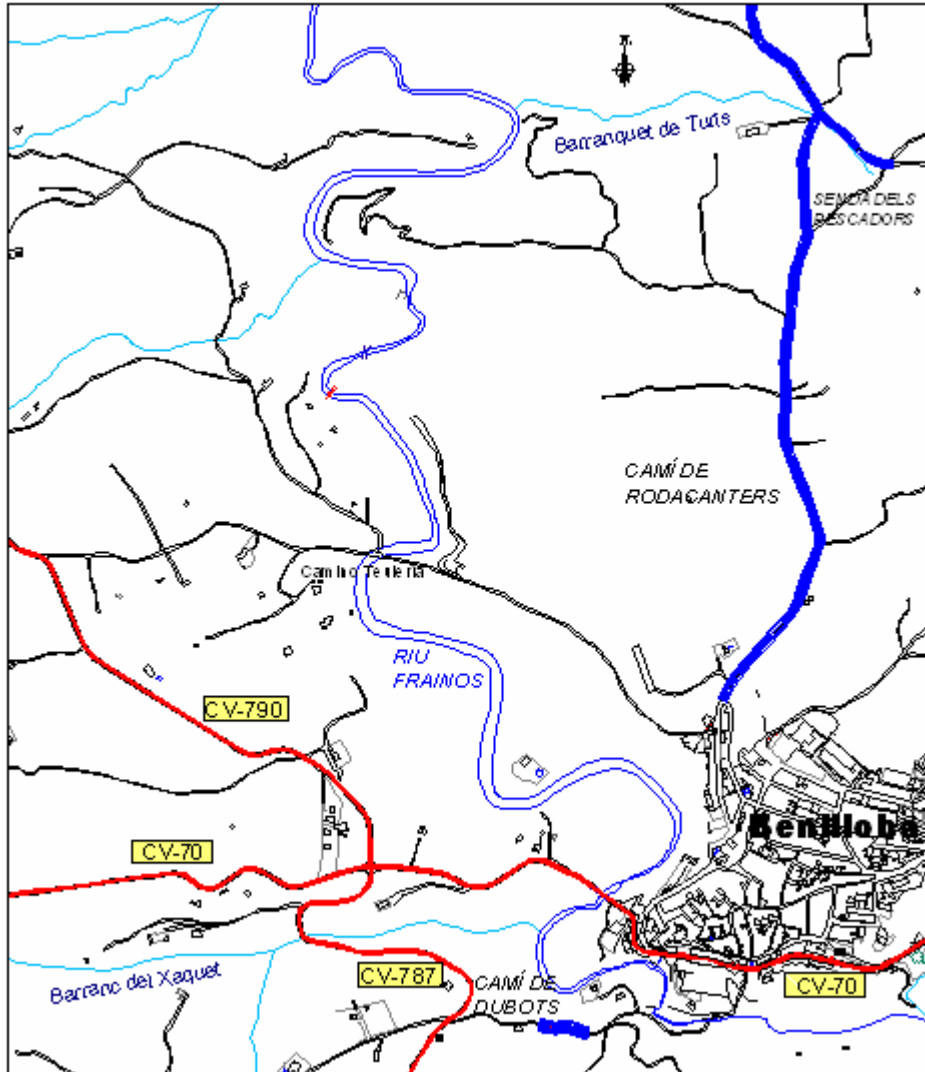 Barranquet de Turis
SENDA DELS
PESCADORS
CAMÍ DE
RODACANTERS
Camino Teuleria
RIU
FRAINOS
CV-790
Benilloba
CV-70
Barranc del Xaquet
CV-787
CAMÍ DE
DUBOTS
CV-70